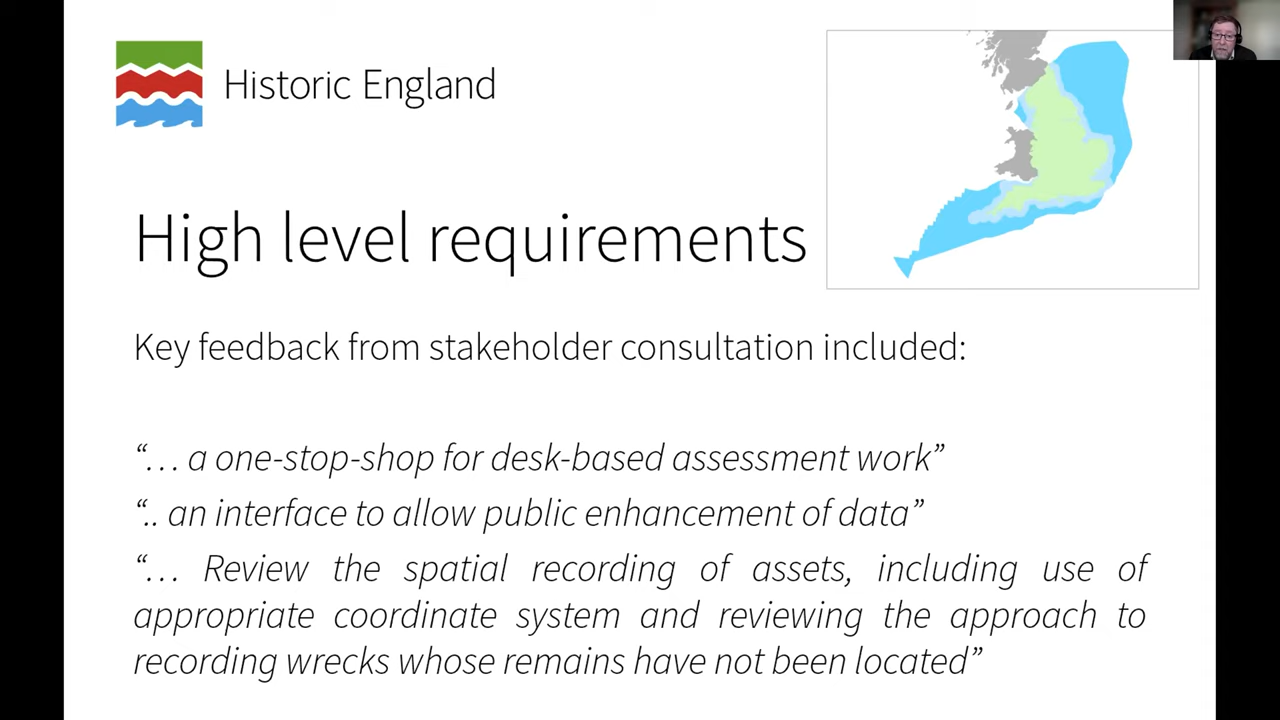 Historic England
High level requirements
Key feedback from stakeholder consultation included:
“… a one-stop-shop for desk-based assessment work”
“.. an interface to allow public enhancement of data”
“… Review the spatial recording of assets, including use of
appropriate coordinate system and reviewing the approach to
recording wrecks whose remains have not been located”